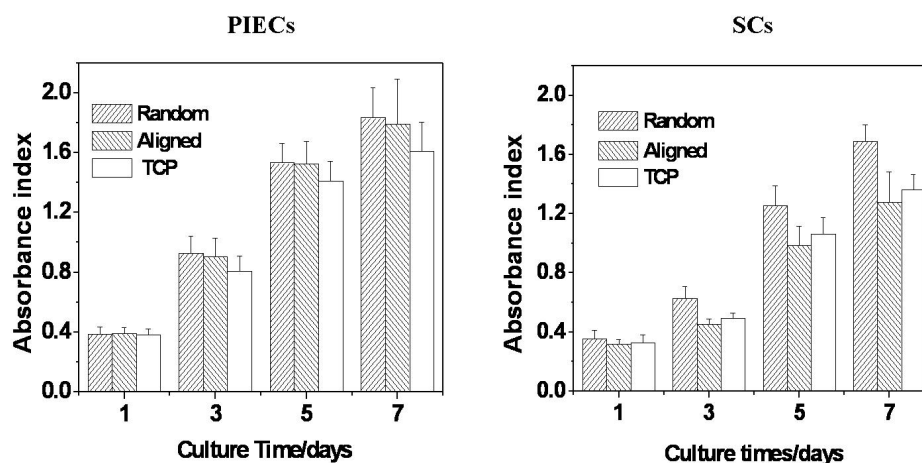 PIECs
Absorbance index
2.0
1.6
1.2
0.8
0.4
0.0
Random
Aligned
TCP
1 3 5 7
Culture Time/days
SCs
Absorbance index
2.0
1.6
1.2
0.8
0.4
0.0
Random
Aligned
TCP
1 3 5 7
Culture times/days